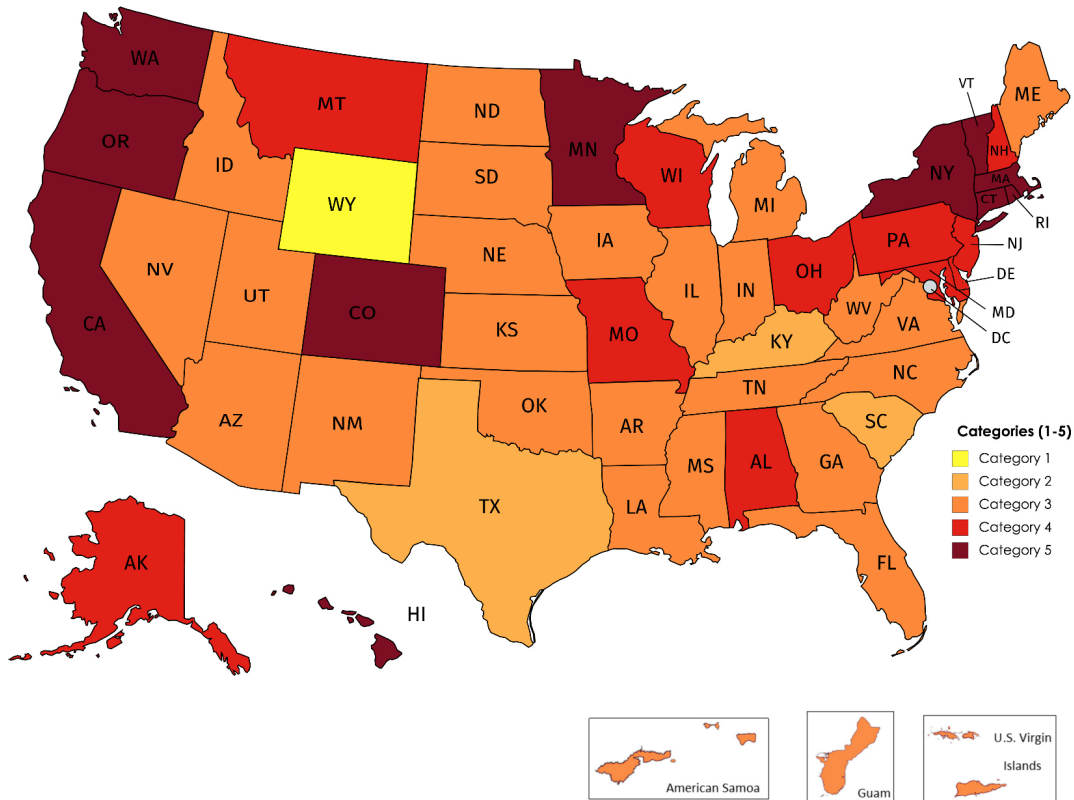 WA
MT
ND
MN
VT
ME
OR
ID
SD
WI
NH
NY
MA
WY
MI
CT
RI
NV
NE
IA
PA
NJ
UT
CO
IL
IN
OH
DE
CA
KS
MO
WV
MD
VA
DC
KY
AZ
NM
OK
TN
NC
AR
SC
MS
AL
GA
TX
LA
FL
AK
HI
Categories (1-5)
Category 1
Category 2
Category 3
Category 4
Category 5
American Samoa
Guam
U.S. Virgin
Islands